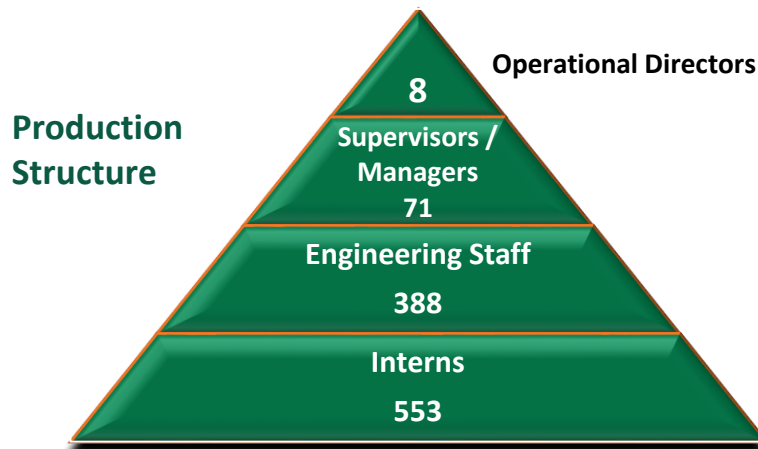 Operational Directors
8
Production
Structure
Supervisors /
Managers
71
Engineering Staff
388
Interns
553